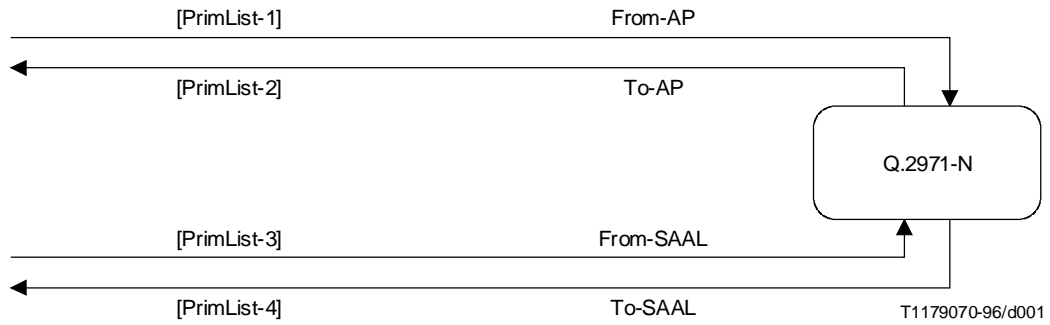 [PrimList-1] From-AP
[PrimList-2] To-AP
Q.2971-N
[PrimList-3] From-SAAL
[PrimList-4] To-SAAL
T1179070-96/d001